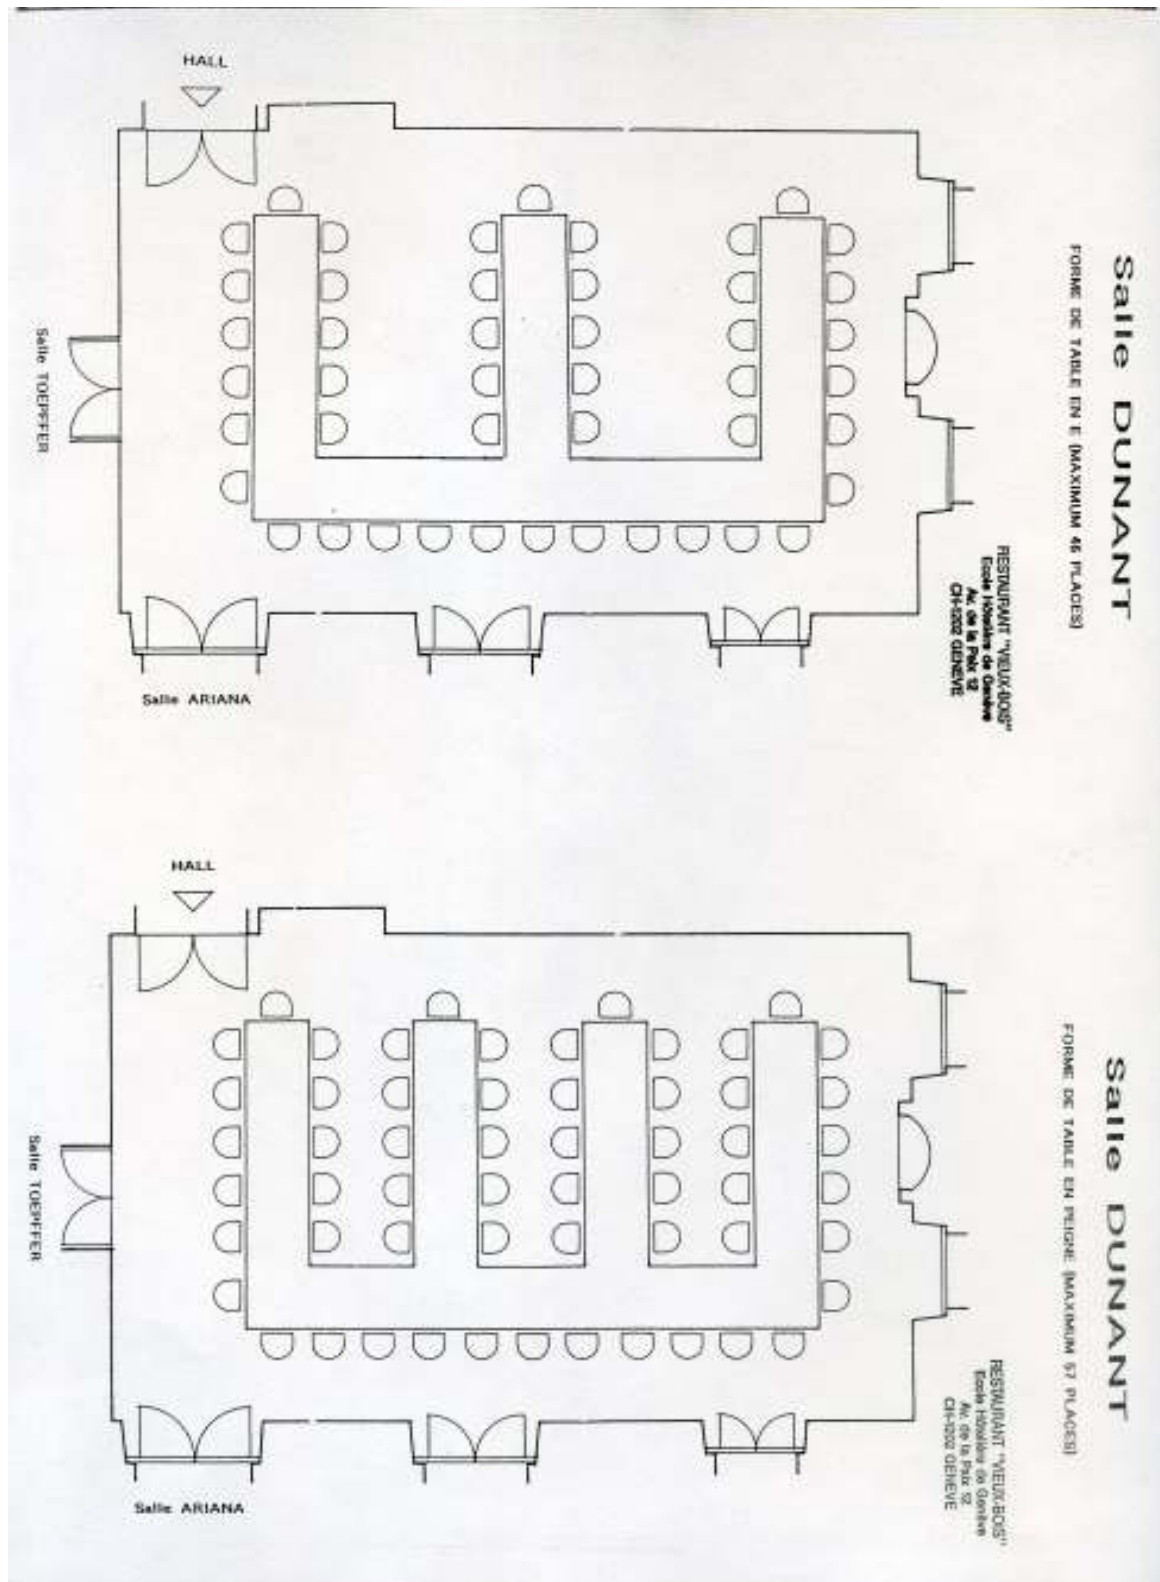 HALL
Salle TOEPFFER
Salle ARIANA
Salle DUNANT
FORME DE TABLE EN E (MAXIMUM 46 PLACES)
RESTAURANT "VIEUX-BOIS"
Ecole Hôtelière de Genève
Av. de la Paix 12
CH-1202 GENEVE
HALL
Salle TOEPFFER
Salle ARIANA
Salle DUNANT
FORME DE TABLE EN PEIGNE (MAXIMUM 57 PLACES)
RESTAURANT "VIEUX-BOIS"
Ecole Hôtelière de Genève
Av. de la Paix 12
CH-1202 GENEVE